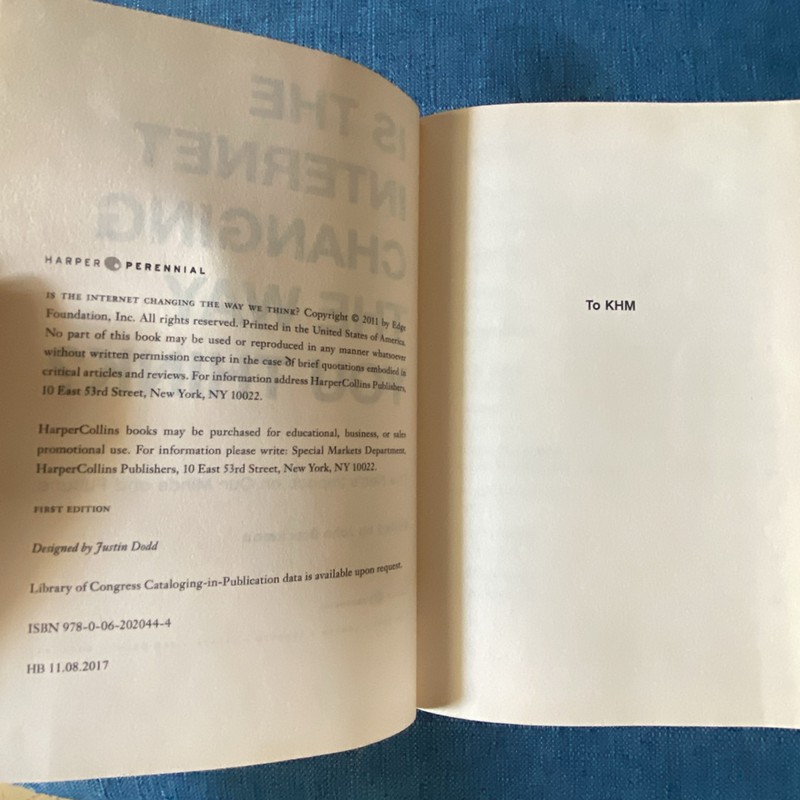 HARPER PERENNIAL
IS THE INTERNET CHANGING THE WAY WE THINK? Copyright © 2011 by Edge
Foundation, Inc. All rights reserved. Printed in the United States of America.
No part of this book may be used or reproduced in any manner whatsoever
without written permission except in the case of brief quotations embodied in
critical articles and reviews. For information address HarperCollins Publishers,
10 East 53rd Street, New York, NY 10022.
HarperCollins books may be purchased for educational, business, or sales
promotional use. For information please write: Special Markets Department,
HarperCollins Publishers, 10 East 53rd Street, New York, NY 10022.
FIRST EDITION
Designed by Justin Dodd
Library of Congress Cataloging-in-Publication data is available upon request.
ISBN 978-0-06-202044-4
HB 11.08.2017
To KHM